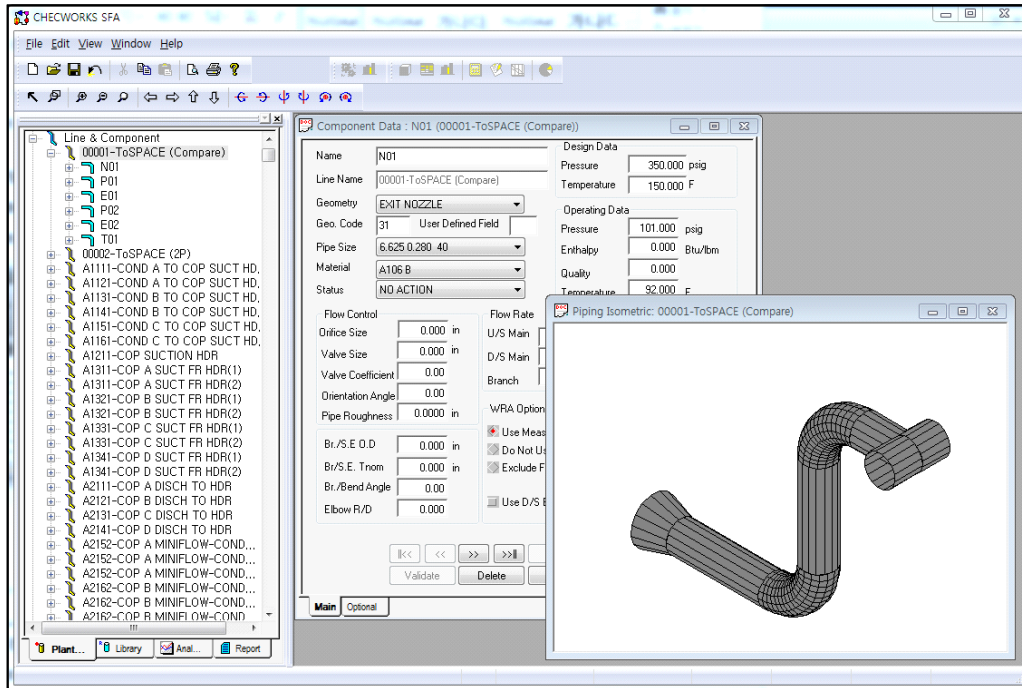 CHECWORKS SFA
File Edit View Window Help
Line & Component
00001-ToSPACE (Compare)
N01
P01
E01
P02
E02
T01
00002-ToSPACE (2P)
A1111-COND A TO COP SUCT HD,
A1121-COND A TO COP SUCT HD,
A1131-COND B TO COP SUCT HD,
A1141-COND B TO COP SUCT HD,
A1151-COND C TO COP SUCT HD,
A1161-COND C TO COP SUCT HD,
A1211-COP SUCTION HDR
A1311-COP A SUCT FR HDR(1)
A1311-COP A SUCT FR HDR(2)
A1321-COP B SUCT FR HDR(1)
A1321-COP B SUCT FR HDR(2)
A1331-COP C SUCT FR HDR(1)
A1331-COP C SUCT FR HDR(2)
A1341-COP D SUCT FR HDR(1)
A1341-COP D SUCT FR HDR(2)
A2111-COP A DISCH TO HDR
A2121-COP B DISCH TO HDR
A2131-COP C DISCH TO HDR
A2141-COP D DISCH TO HDR
A2152-COP A MINIFLOW-COND...
A2152-COP A MINIFLOW-COND...
A2152-COP A MINIFLOW-COND...
A2162-COP B MINIFLOW-COND...
A2162-COP B MINIFLOW-COND...
A2162-COP B MINIFLOW-COND
Plant... Library Anal... Report
Component Data : N01 (00001-ToSPACE (Compare))
Name N01
Line Name 00001-ToSPACE (Compare)
Geometry EXIT NOZZLE
Geo. Code 31 User Defined Field
Pipe Size 6.625 0.280 40
Material A106 B
Status NO ACTION
Design Data
Pressure 350.000 psig
Temperature 150.000 F
Operating Data
Pressure 101.000 psig
Enthalpy 0.000 Btu/lbm
Quality 0.000
Temperature 92.000 F
Flow Control
Orifice Size 0.000 in
Valve Size 0.000 in
Valve Coefficient 0.00
Orientation Angle 0.00
Pipe Roughness 0.0000 in
Br./S.E O.D 0.000 in
Br/S.E. Tnom 0.000 in
Br./Bend Angle 0.00
Elbow R/D 0.000
Flow Rate
U/S Main
D/S Main
Branch
WRA Option
Use Meas
Do Not Us
Exclude F
Use D/S E
<< >> >>
Validate Delete
Main Optional
Piping Isometric: 00001-ToSPACE (Compare)